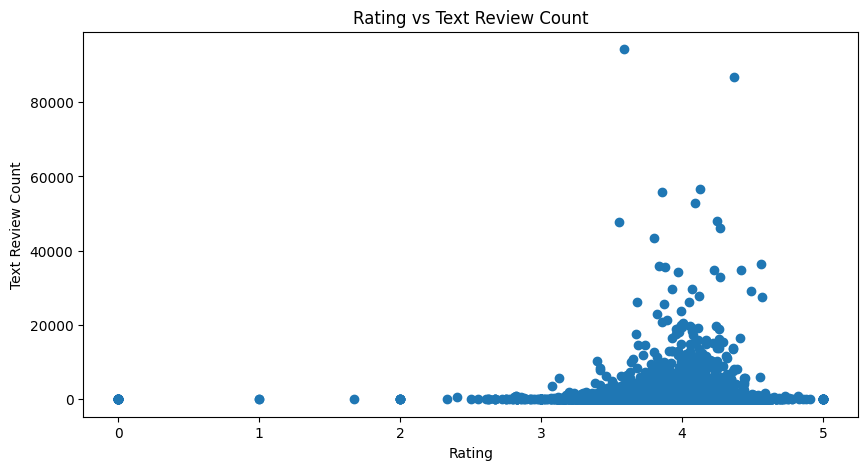 Rating vs Text Review Count
Text Review Count
80000
60000
40000
20000
0
0 1 2 3 4 5
Rating